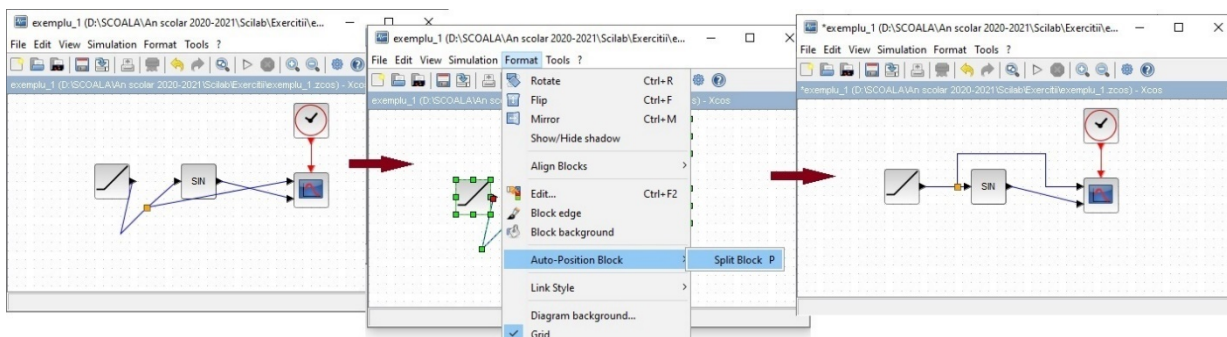 exemplu_1 (D:\SCOALA\An scolar 2020-2021\Scilab\Exercitii\e...
File Edit View Simulation Format Tools ?
exemplu_1 (D:\SCOALA\An scolar 2020-2021\Scilab\Exercitii\exemplu_1.zcos) - Xcos
SIN
exemplu_1 (D:\SCOALA\An scolar 2020-2021\Scilab\Exercitii\e...
File Edit View Simulation Format Tools ?
Rotate Ctrl+R
Flip Ctrl+F
Mirror Ctrl+M
Show/Hide shadow
Align Blocks
Edit... Ctrl+F2
Block edge
Block background
Auto-Position Block
Split Block P
Link Style
Diagram background...
Grid
*exemplu_1 (D:\SCOALA\An scolar 2020-2021\Scilab\Exercitii\e...
File Edit View Simulation Format Tools ?
*exemplu_1 (D:\SCOALA\An scolar 2020-2021\Scilab\Exercitii\exemplu_1.zcos) - Xcos
SIN